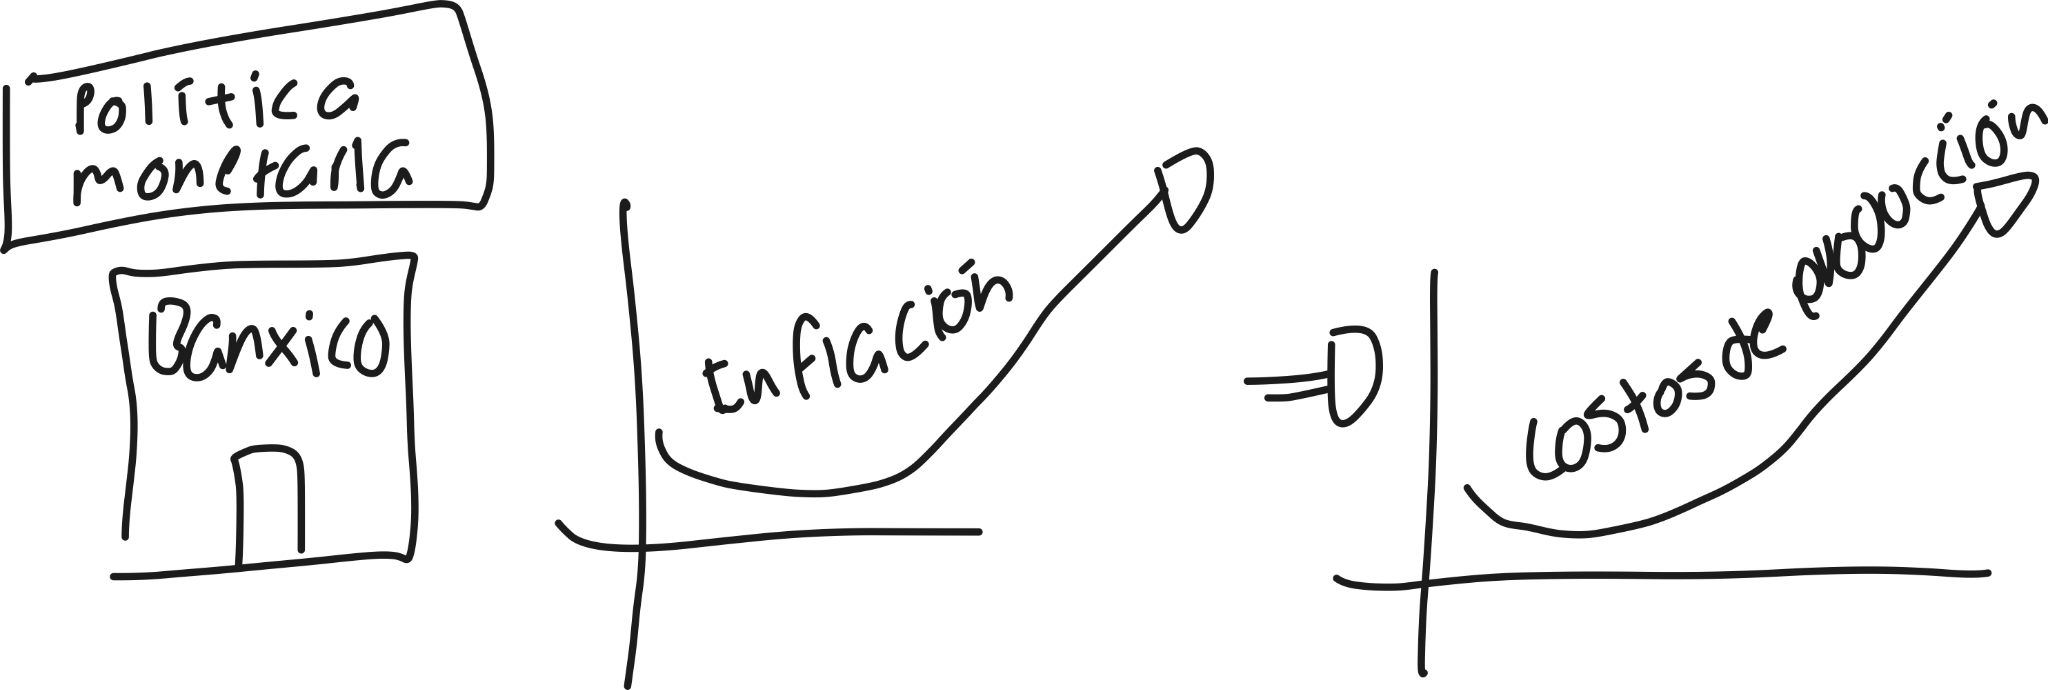 Política
monetaria
Banxico
Inflación
Costos de producción